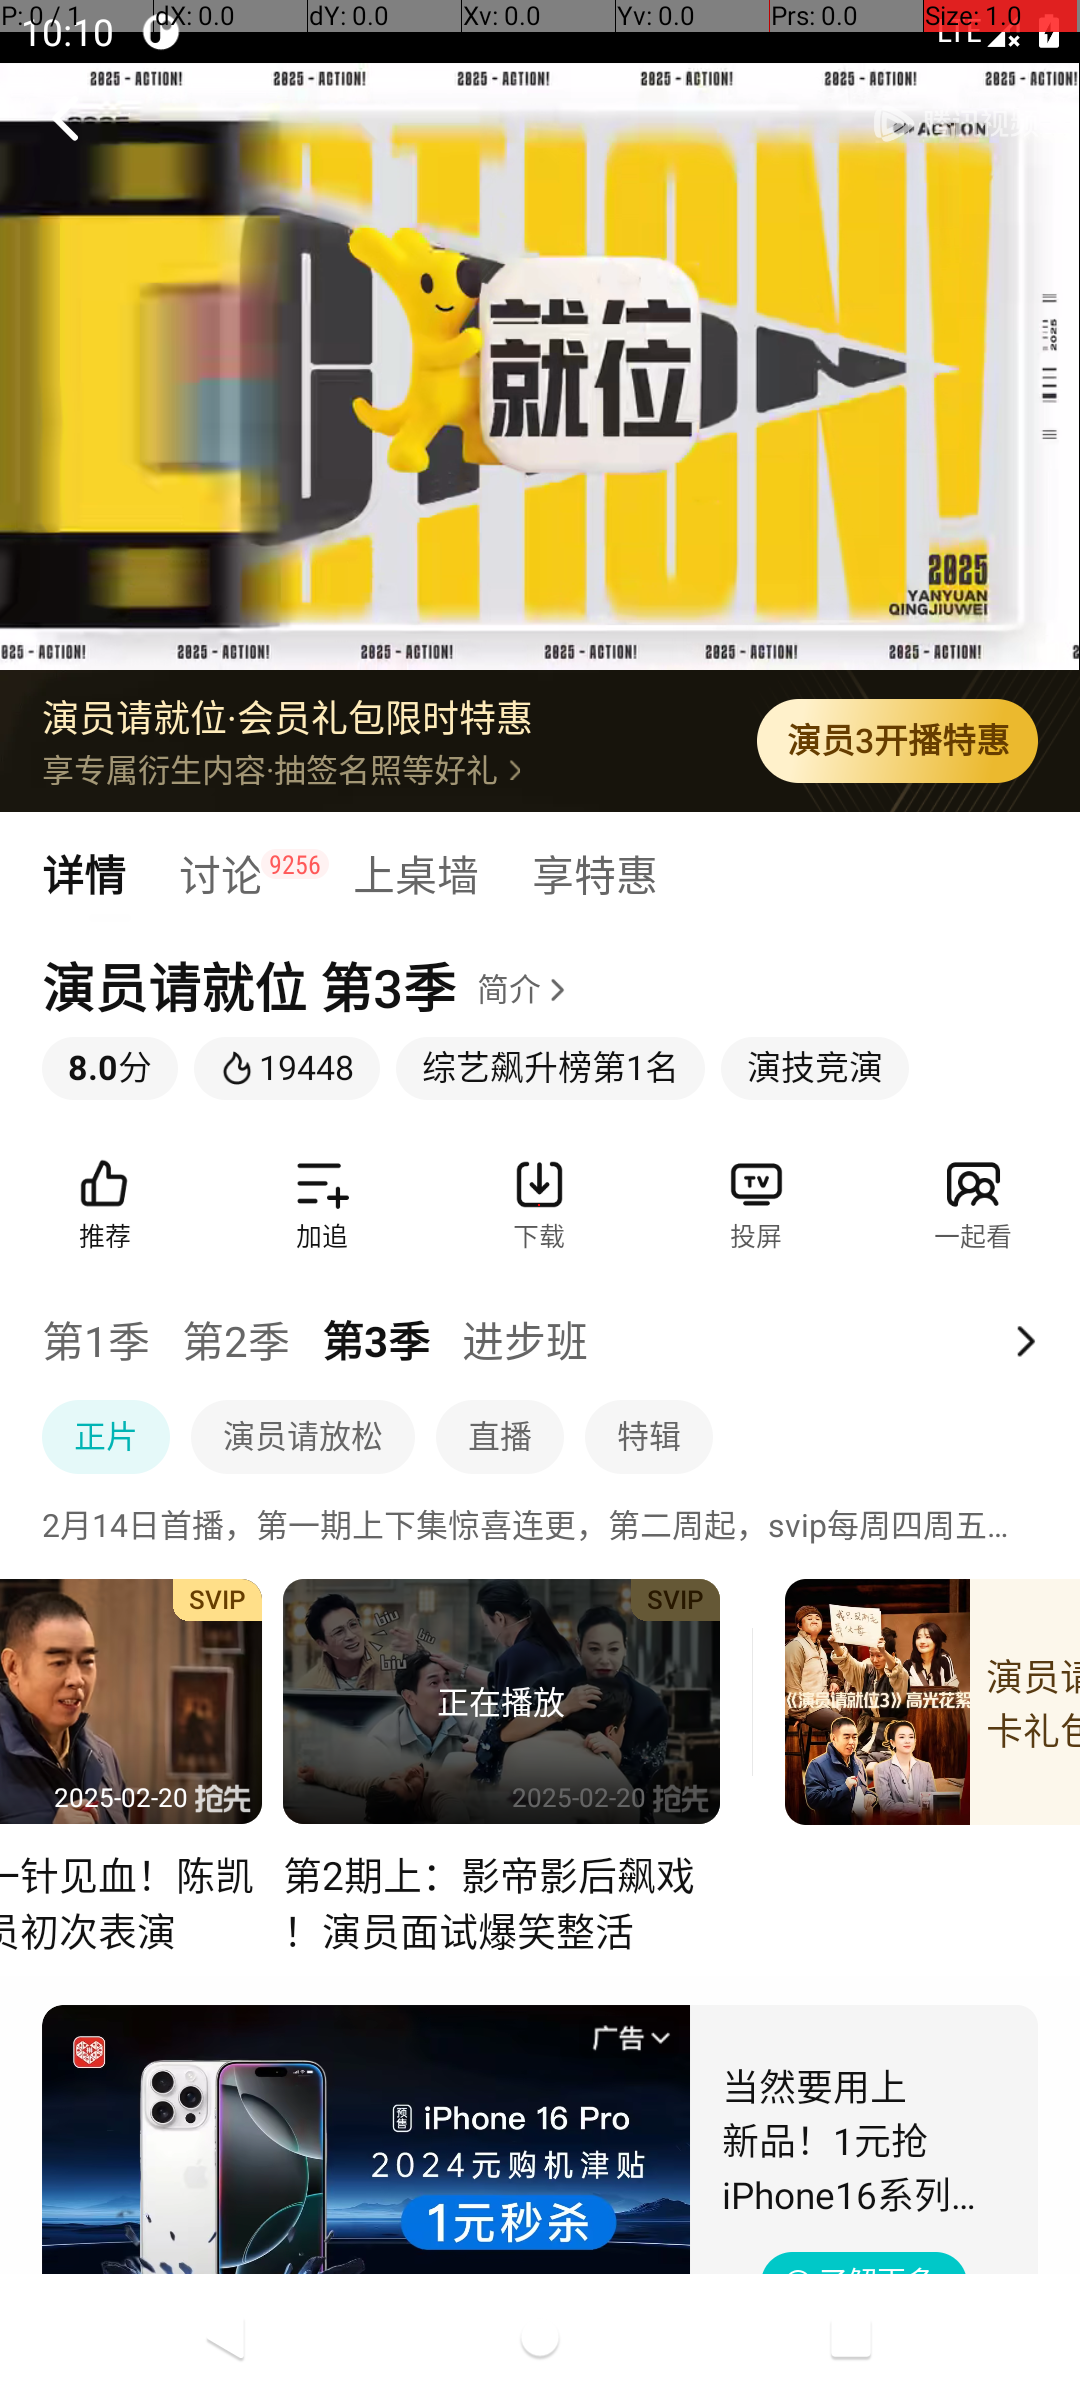 P: 0 / 1 dX: 0.0 dY: 0.0 Xv: 0.0 Yv: 0.0 Prs: 0.0 Size: 1.0
10:10 LTE
2025 - ACTION! 2025 - ACTION! 2025 - ACTION! 2025 - ACTION! 2025 - ACTION! 2025 - ACTION!
ACTION
就位
2025
2025
YANYUAN
QINGJIUWEI
025 - ACTION! 2025 - ACTION! 2025 - ACTION! 2025 - ACTION! 2025 - ACTION! 2025 - ACTION!
演员请就位·会员礼包限时特惠
享专属衍生内容·抽签名照等好礼
演员3开播特惠
详情 讨论 9256 上桌墙 享特惠
演员请就位 第3季 简介
8.0分 19448 综艺飙升榜第1名 演技竞演
推荐 加追 下载 投屏 一起看
TV
第1季 第2季 第3季 进步班
正片 演员请放松 直播 特辑
2月14日首播，第一期上下集惊喜连更，第二周起，svip每周四周五...
SVIP SVIP
biu
biu
biu
正在播放
2025-02-20 抢先 2025-02-20 抢先
《演员请就位3》高光花絮
演员请
卡礼包
一针见血！陈凯
员初次表演
第2期上：影帝影后飙戏
！演员面试爆笑整活
广告
预售 iPhone 16 Pro
2024元购机津贴
1元秒杀
当然要用上
新品！1元抢
iPhone16系列...